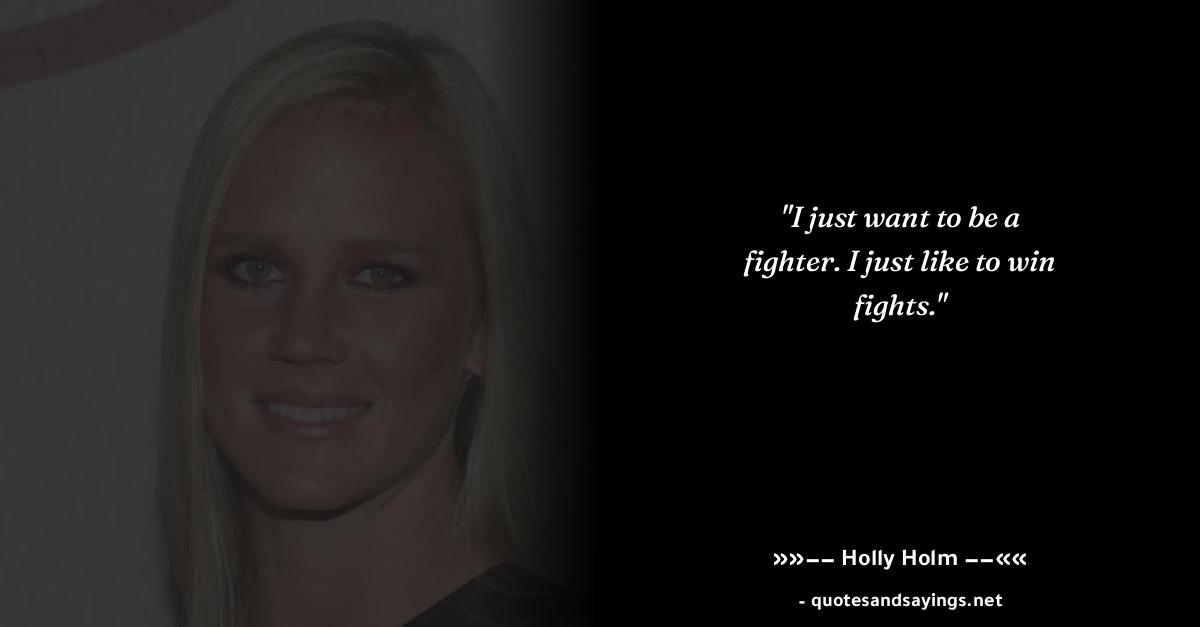 "I just want to be a
fighter. I just like to win
fights."
»»–– Holly Holm ––««
- quotesandsayings.net